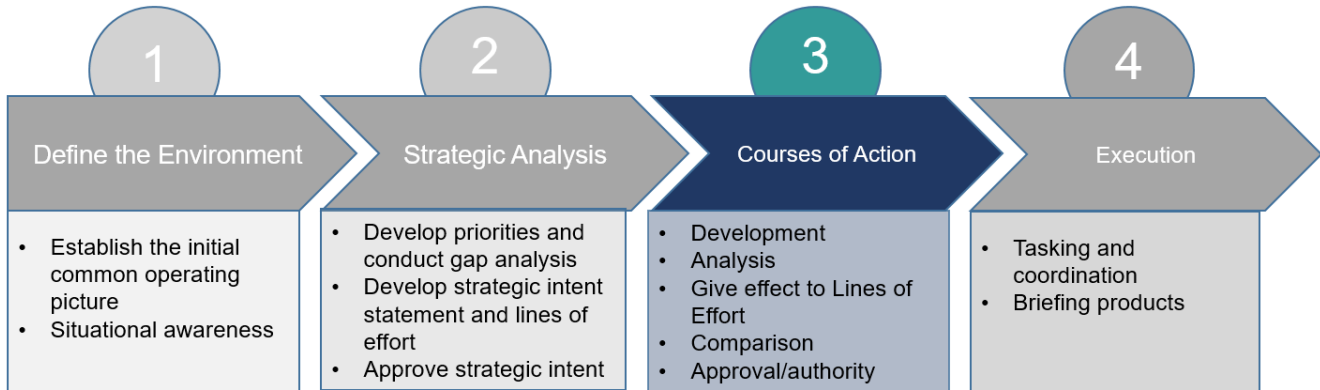 1
Define the Environment
• Establish the initial
common operating
picture
• Situational awareness
2
Strategic Analysis
• Develop priorities and
conduct gap analysis
• Develop strategic intent
statement and lines of
effort
• Approve strategic intent
3
Courses of Action
• Development
• Analysis
• Give effect to Lines of
Effort
• Comparison
• Approval/authority
4
Execution
• Tasking and
coordination
• Briefing products